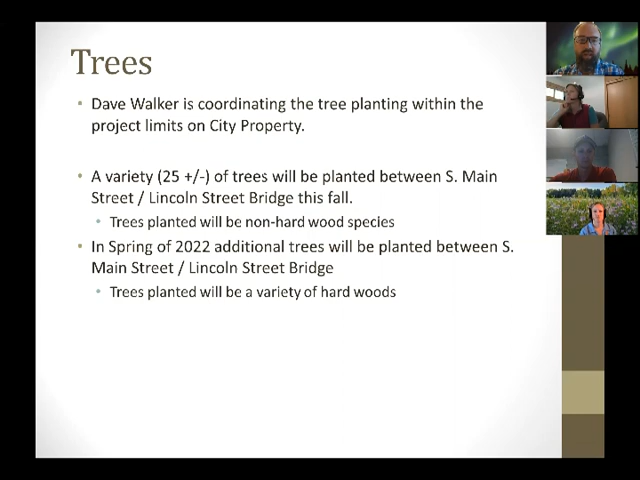 Trees
• Dave Walker is coordinating the tree planting within the
project limits on City Property.
• A variety (25 +/-) of trees will be planted between S. Main
Street / Lincoln Street Bridge this fall.
• Trees planted will be non-hard wood species
• In Spring of 2022 additional trees will be planted between S.
Main Street / Lincoln Street Bridge
• Trees planted will be a variety of hard woods